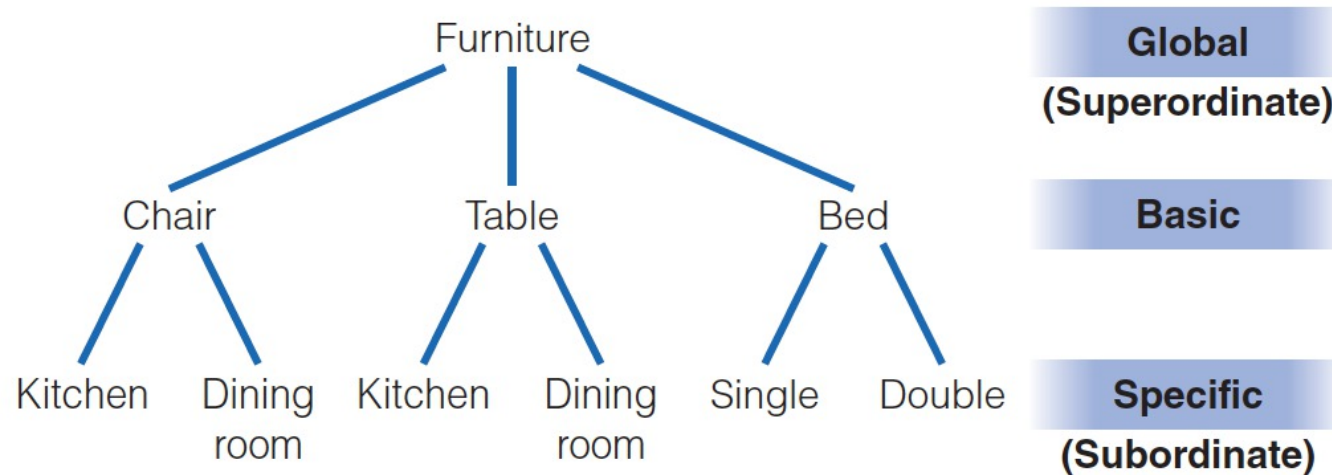 Furniture
Global
(Superordinate)
Chair
Table
Bed
Basic
Kitchen
Dining
room
Kitchen
Dining
room
Single
Double
Specific
(Subordinate)